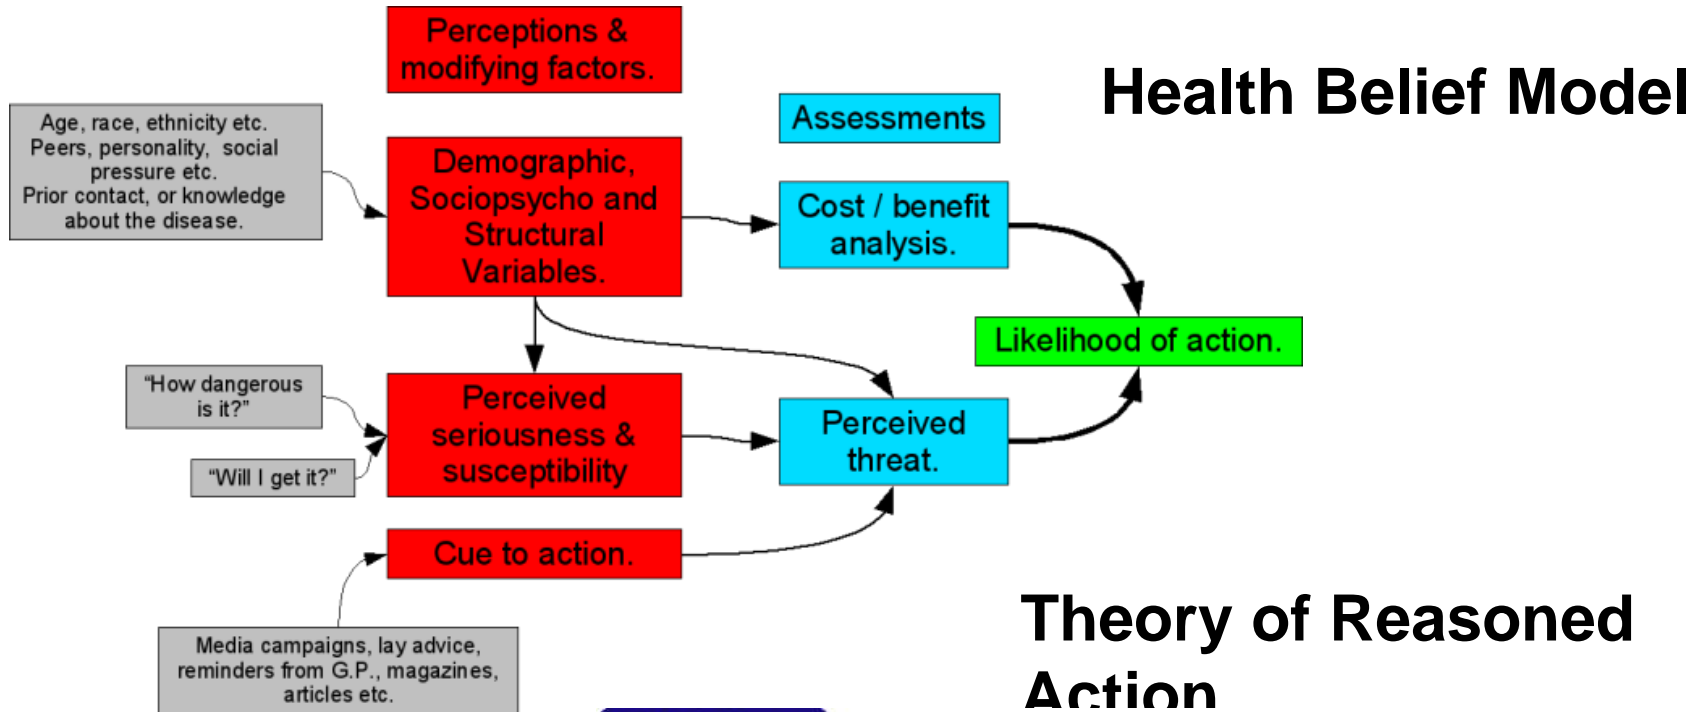 Perceptions &
modifying factors.
Health Belief Model
Assessments
Age, race, ethnicity etc.
Peers, personality, social
pressure etc.
Prior contact, or knowledge
about the disease.
Demographic,
Sociopsycho and
Structural
Variables.
Cost / benefit
analysis.
Likelihood of action.
“How dangerous
is it?”
“Will I get it?”
Perceived
seriousness &
susceptibility
Perceived
threat.
Cue to action.
Media campaigns, lay advice,
reminders from G.P., magazines,
articles etc.
Theory of Reasoned
Action